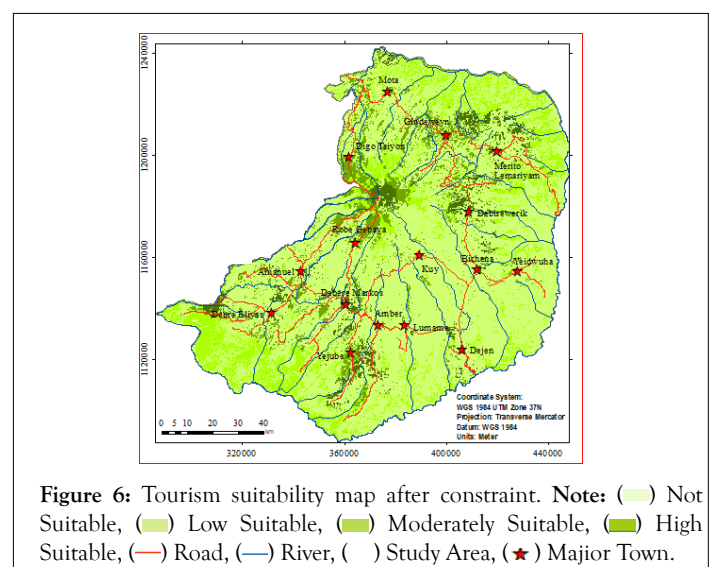 1240000
Mota
Gindeweyn
1200000
Digo Tsiyon
Merito
Lemariyam
Debirewerik
Robe Gebeya
1160000
Amanuel
Kuy
Bichena
Yeidwuha
Debere Markos
Debre Eliyas
Amber
Lumame
1120000
Yejube
Dejen
Coordinate System:
WGS 1984 UTM Zone 37N
Projection: Transverse Mercator
Datum: WGS 1984
Units: Meter
0 5 10 20 30 40
km
320000 360000 400000 440000
Figure 6: Tourism suitability map after constraint. Note: ( ) Not
Suitable, ( ) Low Suitable, ( ) Moderately Suitable, ( ) High
Suitable, (—) Road, (—) River, ( ) Study Area, (★) Majior Town.